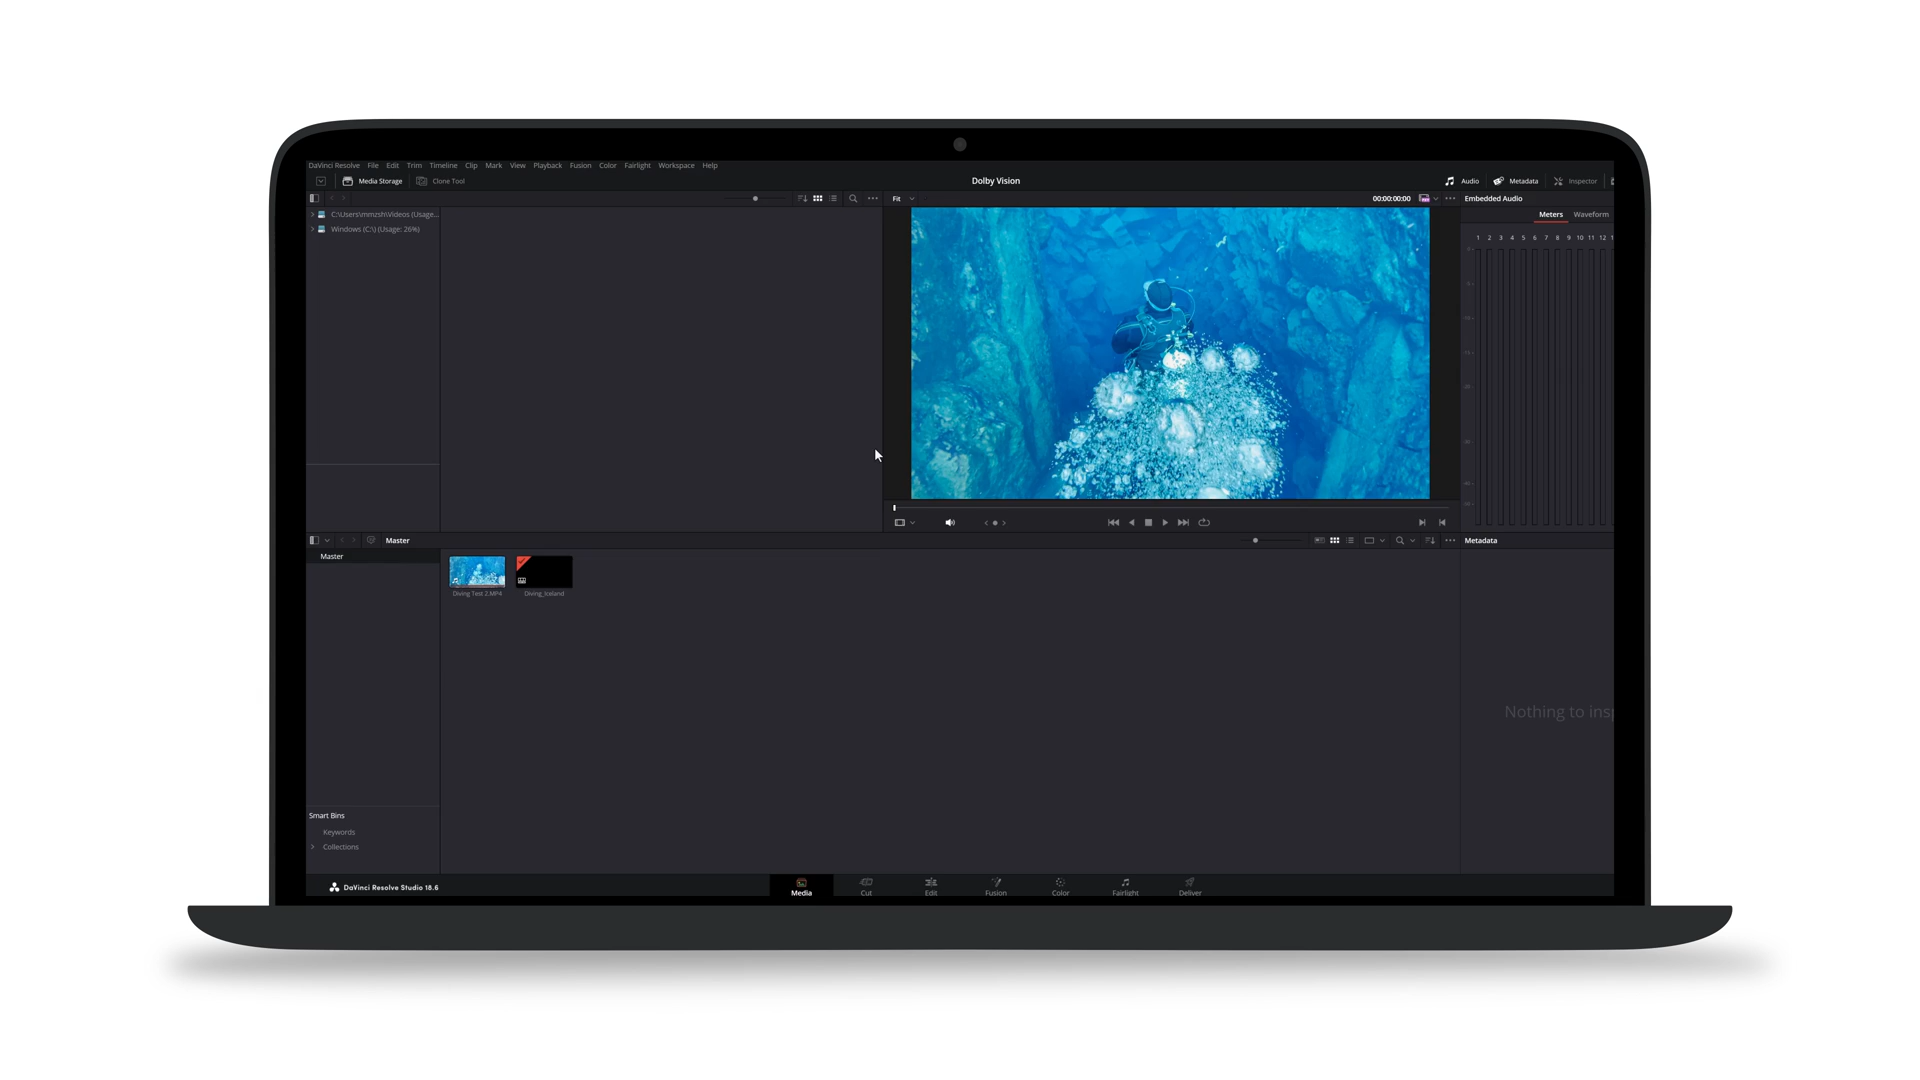 DaVinci Resolve File Edit Trim Timeline Clip Mark View Playback Fusion Color Fairlight Workspace Help
Media Storage Clone Tool Dolby Vision Audio Metadata Inspector
Fit 00:00:00:00 Embedded Audio
C:\Users\mmzsh\Videos (Usage...
Meters Waveform
Windows (C:\) (Usage: 26%)
1 2 3 4 5 6 7 8 9 10 11 12 1
Master Metadata
Master
Diving Test 2.MP4 Diving_Iceland
Nothing to insp
Smart Bins
Keywords
Collections
DaVinci Resolve Studio 18.6
Media Cut Edit Fusion Color Fairlight Deliver